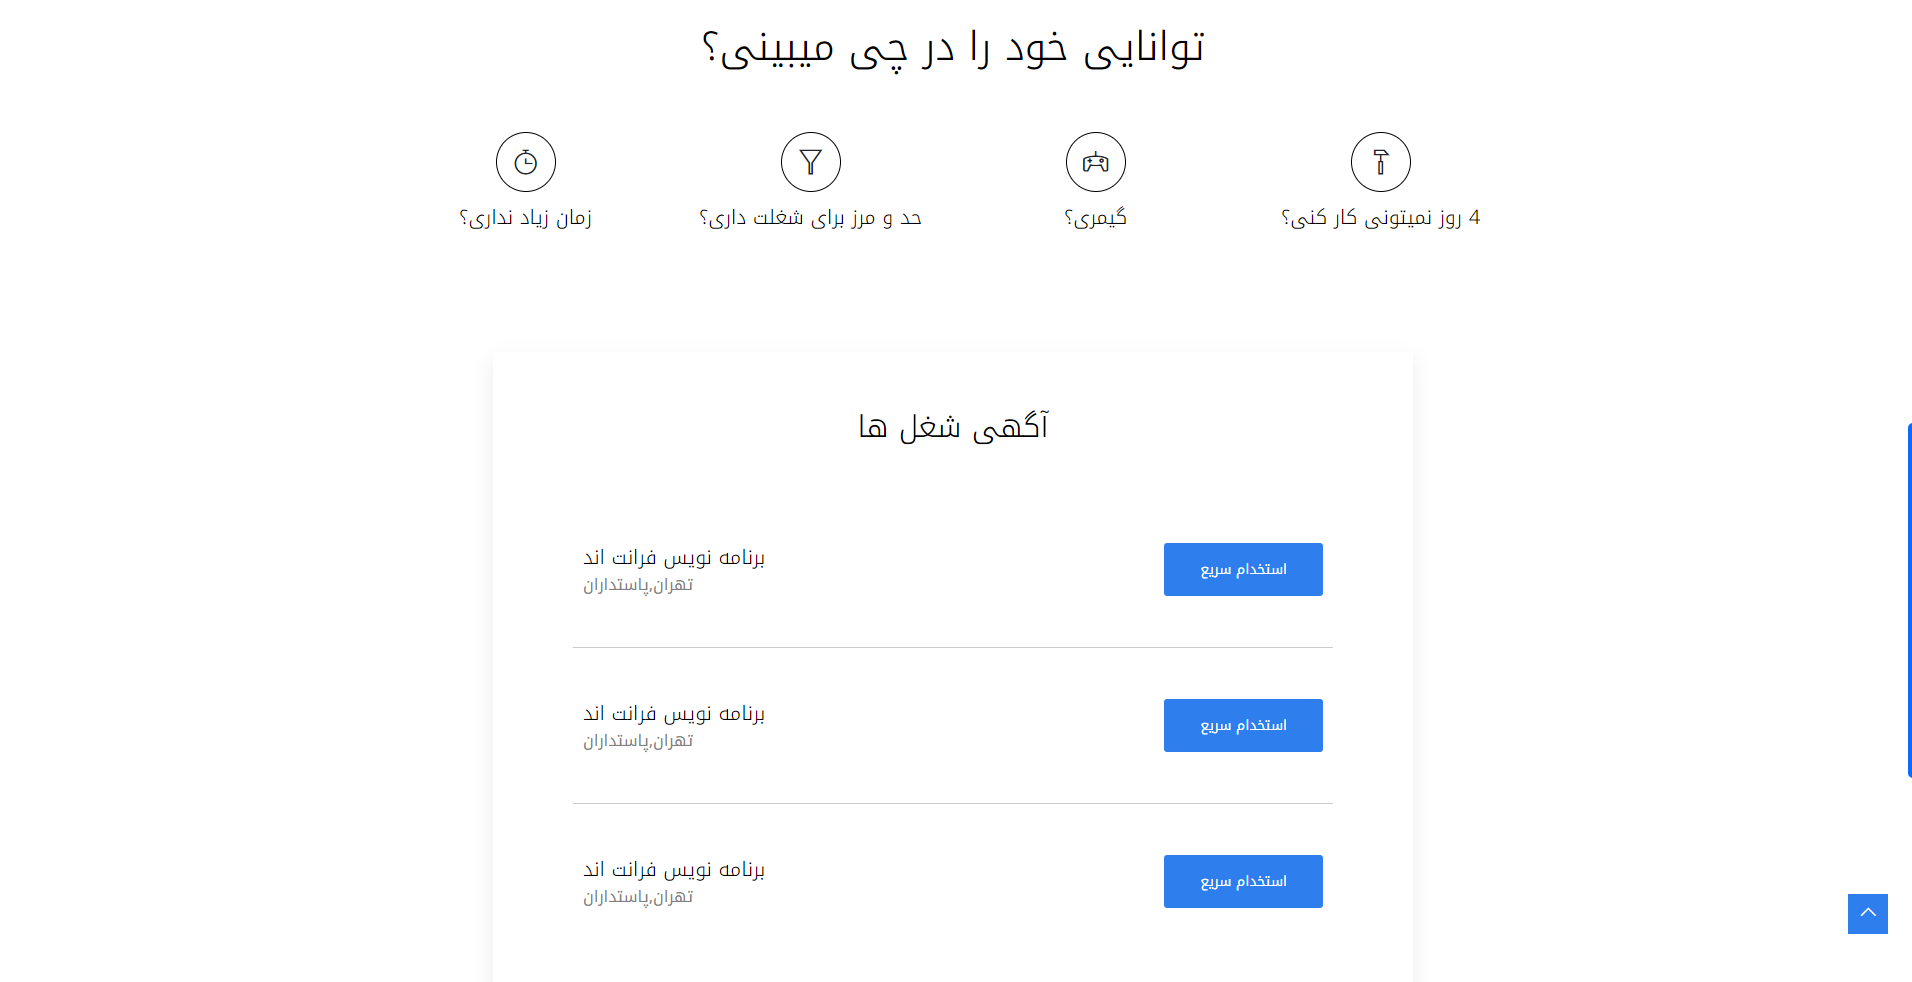 توانایی خود را در چی میبینی؟
4 روز نمیتونی کار کنی؟
گیمری؟
حد و مرز برای شغلت داری؟
زمان زیاد نداری؟
آگهی شغل ها
برنامه نویس فرانت اند
تهران,پاستداران
استخدام سریع
برنامه نویس فرانت اند
تهران,پاستداران
استخدام سریع
برنامه نویس فرانت اند
تهران,پاستداران
استخدام سریع